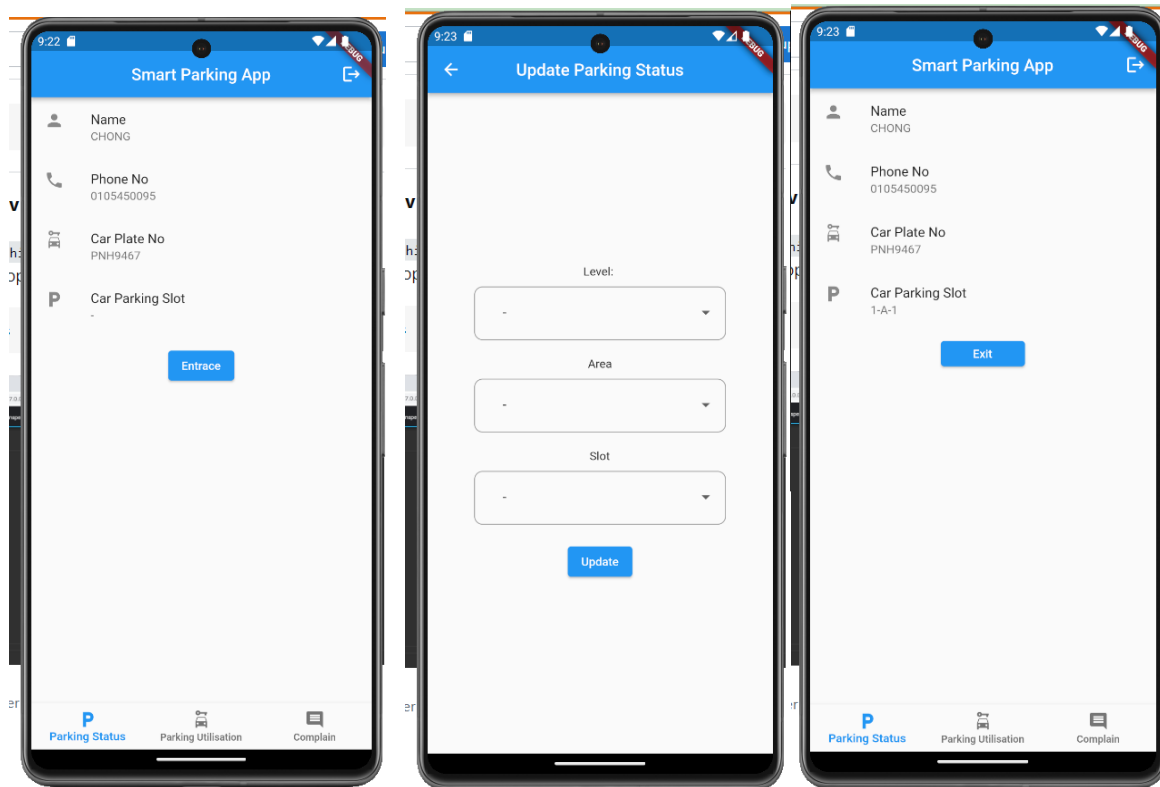 9:22
DEBUG
Smart Parking App
Name
CHONG
Phone No
0105450095
Car Plate No
PNH9467
P
Car Parking Slot
-
Entrace
P
Parking Status
Parking Utilisation
Complain
9:23
DEBUG
Update Parking Status
Level:
-
Area
-
Slot
-
Update
9:23
DEBUG
Smart Parking App
Name
CHONG
Phone No
0105450095
Car Plate No
PNH9467
P
Car Parking Slot
1-A-1
Exit
P
Parking Status
Parking Utilisation
Complain